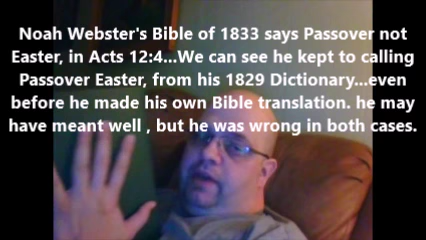 Noah Webster's Bible of 1833 says Passover not
Easter, in Acts 12:4...We can see he kept to calling
Passover Easter, from his 1829 Dictionary...even
before he made his own Bible translation. he may
have meant well , but he was wrong in both cases.